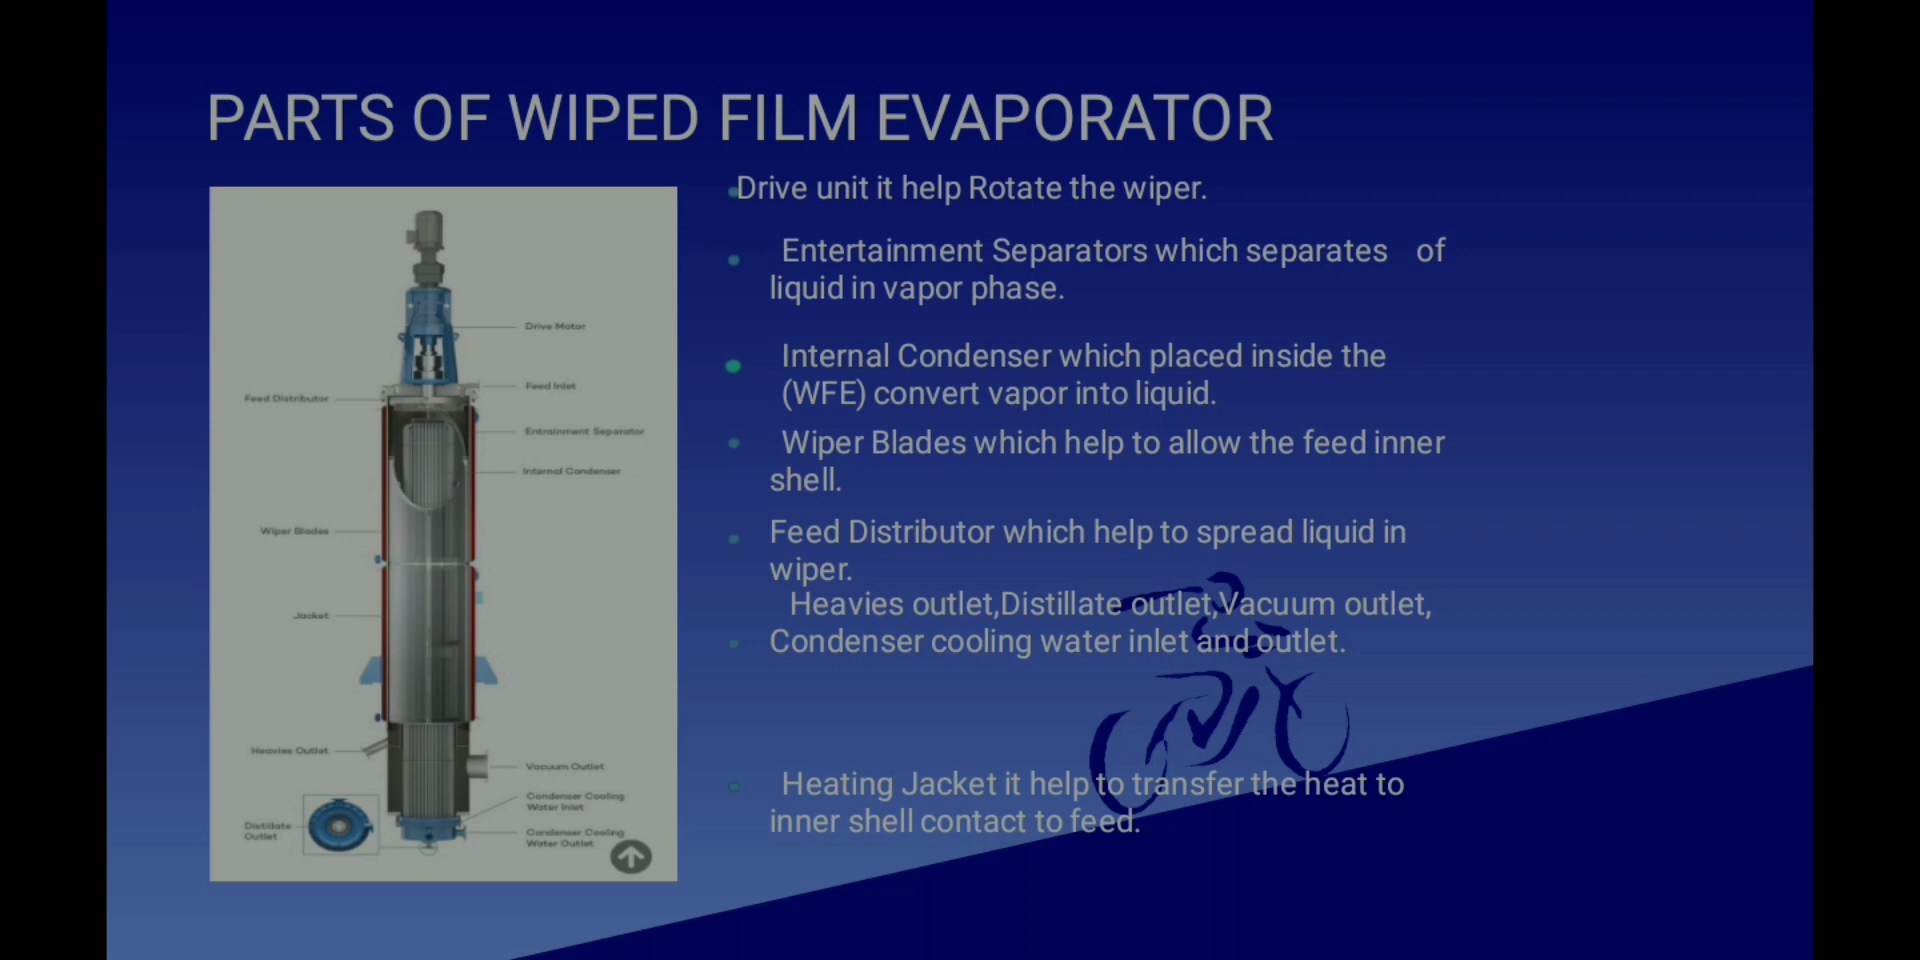 PARTS OF WIPED FILM EVAPORATOR
Drive unit it help Rotate the wiper.
Entertainment Separators which separates of
liquid in vapor phase.
Internal Condenser which placed inside the
(WFE) convert vapor into liquid.
Wiper Blades which help to allow the feed inner
shell.
Feed Distributor which help to spread liquid in
wiper.
Heavies outlet,Distillate outlet,Vacuum outlet,
Condenser cooling water inlet and outlet.
Heating Jacket it help to transfer the heat to
inner shell contact to feed.
Drive Motor
Feed Inlet
Feed Distributor
Entrainment Separator
Internal Condenser
Wiper Blades
Jacket
Heavies Outlet
Vacuum Outlet
Condenser Cooling
Water Inlet
Distillate
Outlet
Condenser Cooling
Water Outlet